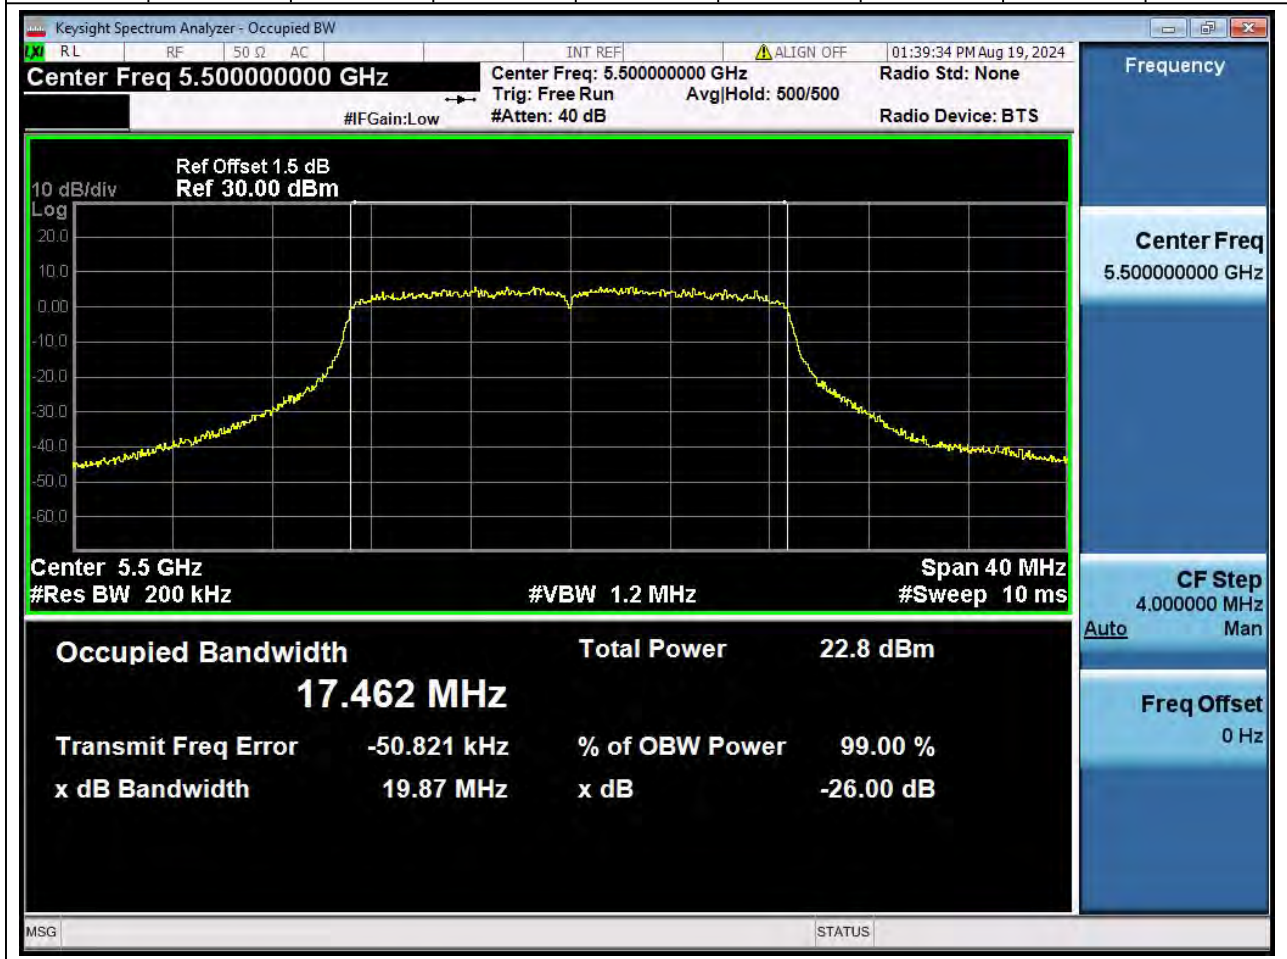 Keysight Spectrum Analyzer - Occupied BW
LXI RL RF 50 Ω AC INT REF ALIGN OFF 01:39:34 PM Aug 19, 2024
Center Freq 5.500000000 GHz
Center Freq: 5.500000000 GHz
Radio Std: None
Trig: Free Run Avg|Hold: 500/500
#IFGain:Low
#Atten: 40 dB
Radio Device: BTS
Ref Offset 1.5 dB
10 dB/div Ref 30.00 dBm
Log
20.0
10.0
0.00
-10.0
-20.0
-30.0
-40.0
-50.0
-60.0
Center 5.5 GHz Span 40 MHz
#Res BW 200 kHz #VBW 1.2 MHz #Sweep 10 ms
Occupied Bandwidth Total Power 22.8 dBm
17.462 MHz
Transmit Freq Error -50.821 kHz % of OBW Power 99.00 %
x dB Bandwidth 19.87 MHz x dB -26.00 dB
MSG STATUS
Frequency
Center Freq
5.500000000 GHz
CF Step
4.000000 MHz
Auto Man
Freq Offset
0 Hz